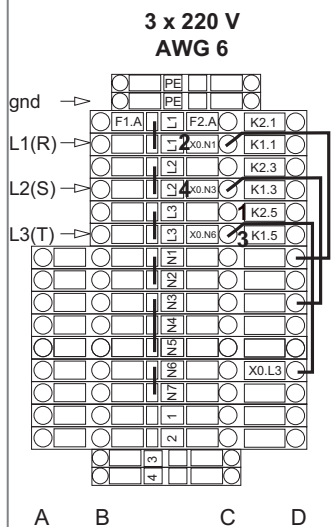 3 x 220 V
AWG 6
PE
gnd PE
F1.A L1 F2.A K2.1
L1(R) L1 2 X0.N1 K1.1
L2 K2.3
L2(S) L2 4 X0.N3 K1.3
L3 1 K2.5
L3(T) L3 X0.N6 3 K1.5
N1
N2
N3
N4
N5
N6 X0.L3
N7
1
2
3
4
A B C D